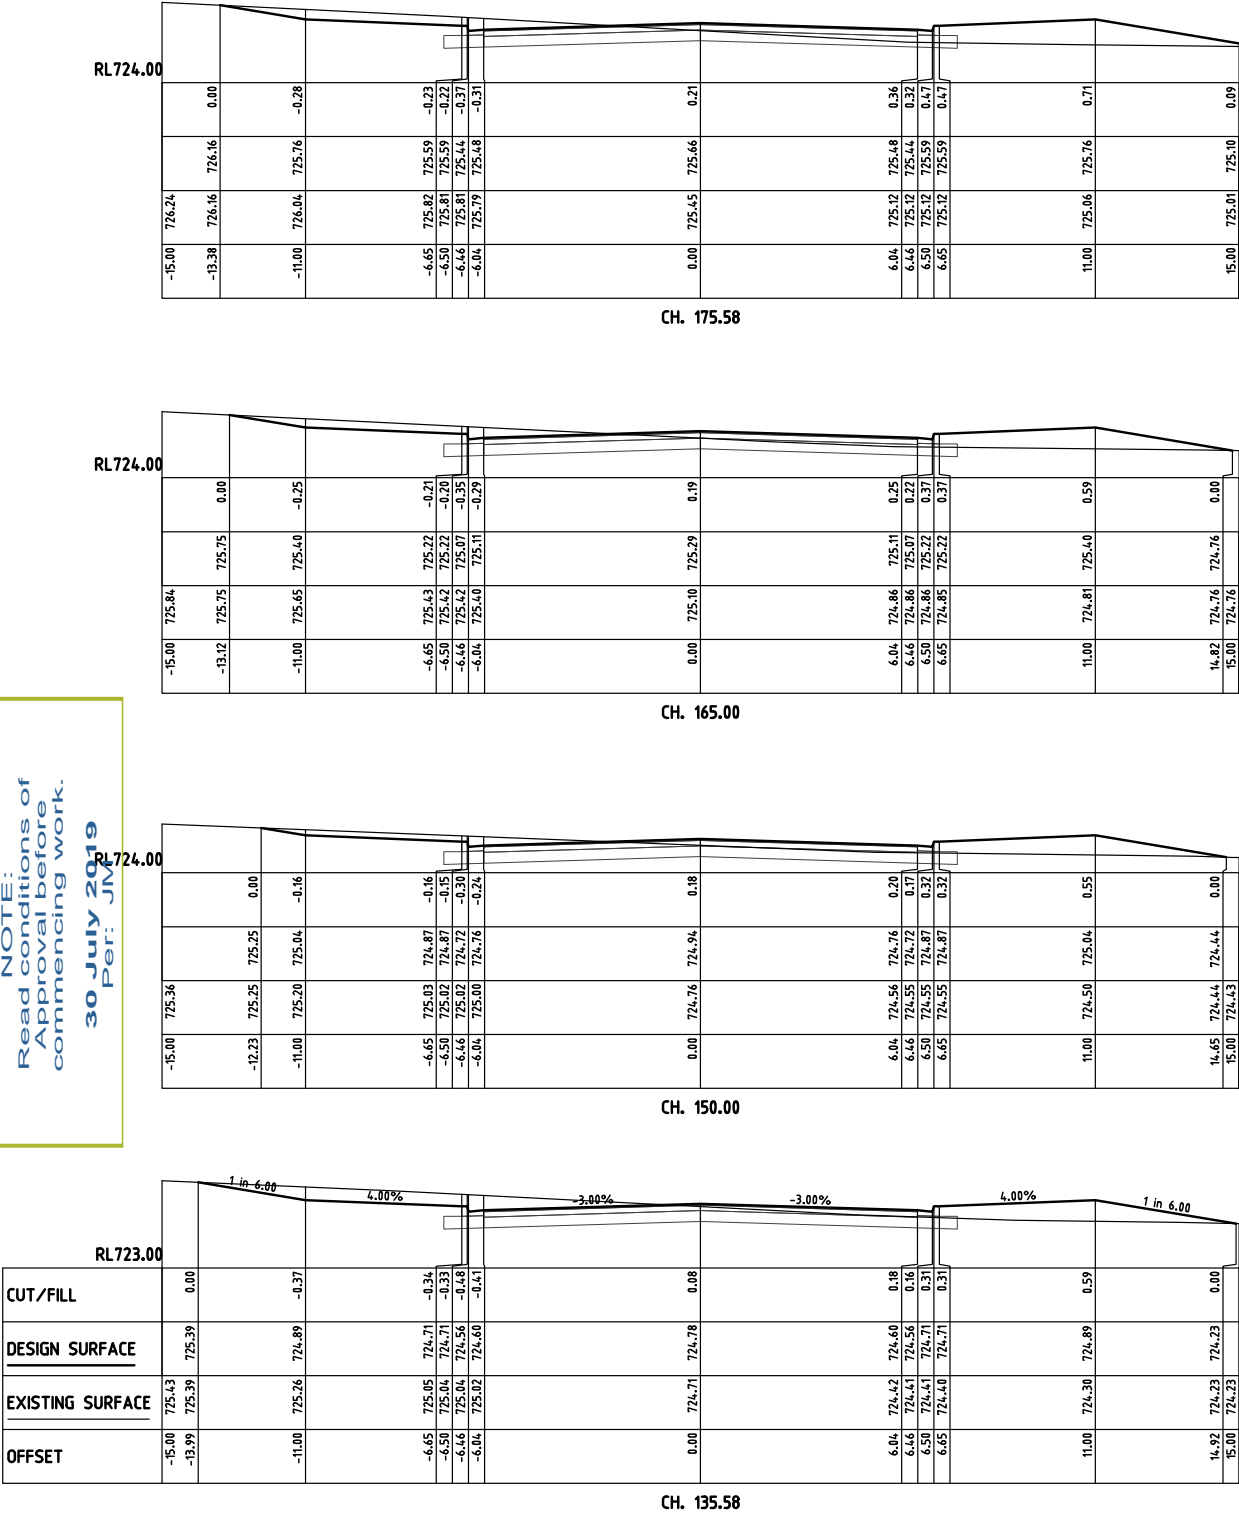 RL724.00
0.00 -0.28 -0.23 -0.22 -0.37 -0.31 0.21 0.36 0.32 0.47 0.47 0.71 0.09
726.16 725.76 725.59 725.59 725.44 725.48 725.66 725.48 725.44 725.59 725.59 725.76 725.10
726.24 726.16 726.04 725.82 725.81 725.81 725.79 725.45 725.12 725.12 725.12 725.12 725.06 725.01
-15.00 -13.38 -11.00 -6.65 -6.50 -6.46 -6.04 0.00 6.04 6.46 6.50 6.65 11.00 15.00
CH. 175.58
RL724.00
0.00 -0.25 -0.21 -0.20 -0.35 -0.29 0.19 0.25 0.22 0.37 0.37 0.59 0.00
725.75 725.40 725.22 725.22 725.07 725.11 725.29 725.11 725.07 725.22 725.22 725.40 724.76
725.84 725.75 725.65 725.43 725.42 725.42 725.40 725.10 724.86 724.86 724.86 724.85 724.81 724.76 724.76
-15.00 -13.12 -11.00 -6.65 -6.50 -6.46 -6.04 0.00 6.04 6.46 6.50 6.65 11.00 14.82 15.00
CH. 165.00
NOTE:
Read conditions of
Approval before
commencing work.
30 July 2019
Per: JM
RL724.00
0.00 -0.16 -0.16 -0.15 -0.30 -0.24 0.18 0.20 0.17 0.32 0.32 0.55 0.00
725.25 725.04 724.87 724.87 724.72 724.76 724.94 724.76 724.72 724.87 724.87 725.04 724.44
725.36 725.25 725.20 725.03 725.02 725.02 725.00 724.76 724.56 724.55 724.55 724.55 724.50 724.44 724.43
-15.00 -12.23 -11.00 -6.65 -6.50 -6.46 -6.04 0.00 6.04 6.46 6.50 6.65 11.00 14.65 15.00
CH. 150.00
1 in 6.00 4.00% -3.00% -3.00% 4.00% 1 in 6.00
RL723.00
CUT/FILL 0.00 -0.37 -0.34 -0.33 -0.48 -0.41 0.08 0.18 0.16 0.31 0.31 0.59 0.00
DESIGN SURFACE 725.39 724.89 724.71 724.71 724.56 724.60 724.78 724.60 724.56 724.71 724.71 724.89 724.23
EXISTING SURFACE 725.43 725.39 725.26 725.05 725.04 725.04 725.02 724.71 724.42 724.41 724.41 724.40 724.30 724.23 724.23
OFFSET -15.00 -13.99 -11.00 -6.65 -6.50 -6.46 -6.04 0.00 6.04 6.46 6.50 6.65 11.00 14.92 15.00
CH. 135.58